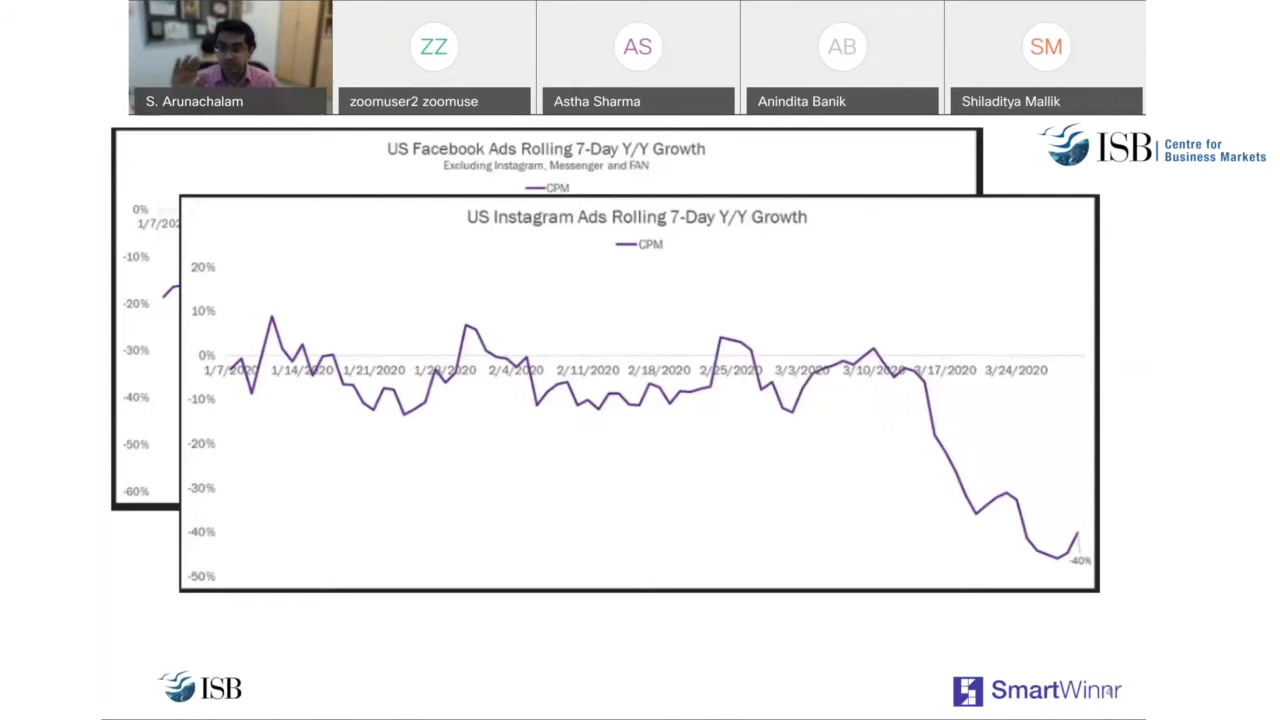 ZZ
AS
AB
SM
S. Arunachalam
zoomuser2 zoomuse
Astha Sharma
Anindita Banik
Shiladitya Mallik
ISB
Centre for
Business Markets
US Facebook Ads Rolling 7-Day Y/Y Growth
Excluding Instagram, Messenger and FAN
CPM
0%
1/7/202
-10%
-20%
-30%
-40%
-50%
-60%
US Instagram Ads Rolling 7-Day Y/Y Growth
CPM
20%
10%
0%
1/7/2020 1/14/2020 1/21/2020 1/28/2020 2/4/2020 2/11/2020 2/18/2020 2/25/2020 3/3/2020 3/10/2020 3/17/2020 3/24/2020
-10%
-20%
-30%
-40%
-50%
-40%
ISB
SmartWinnr